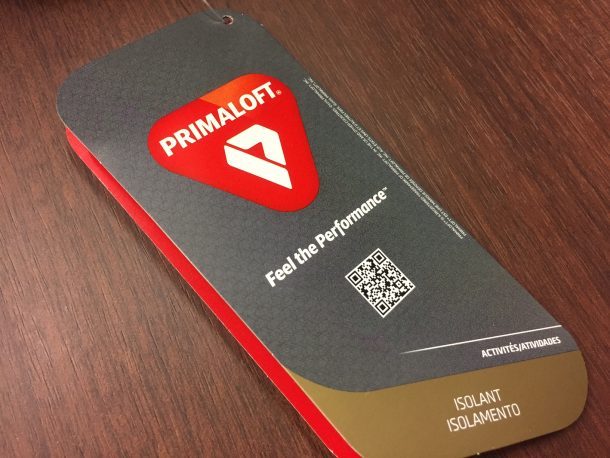 PRIMALOFT®
Feel the Performance™
ACTIVITÉS/ATIVIDADES
ISOLANT
ISOLAMENTO